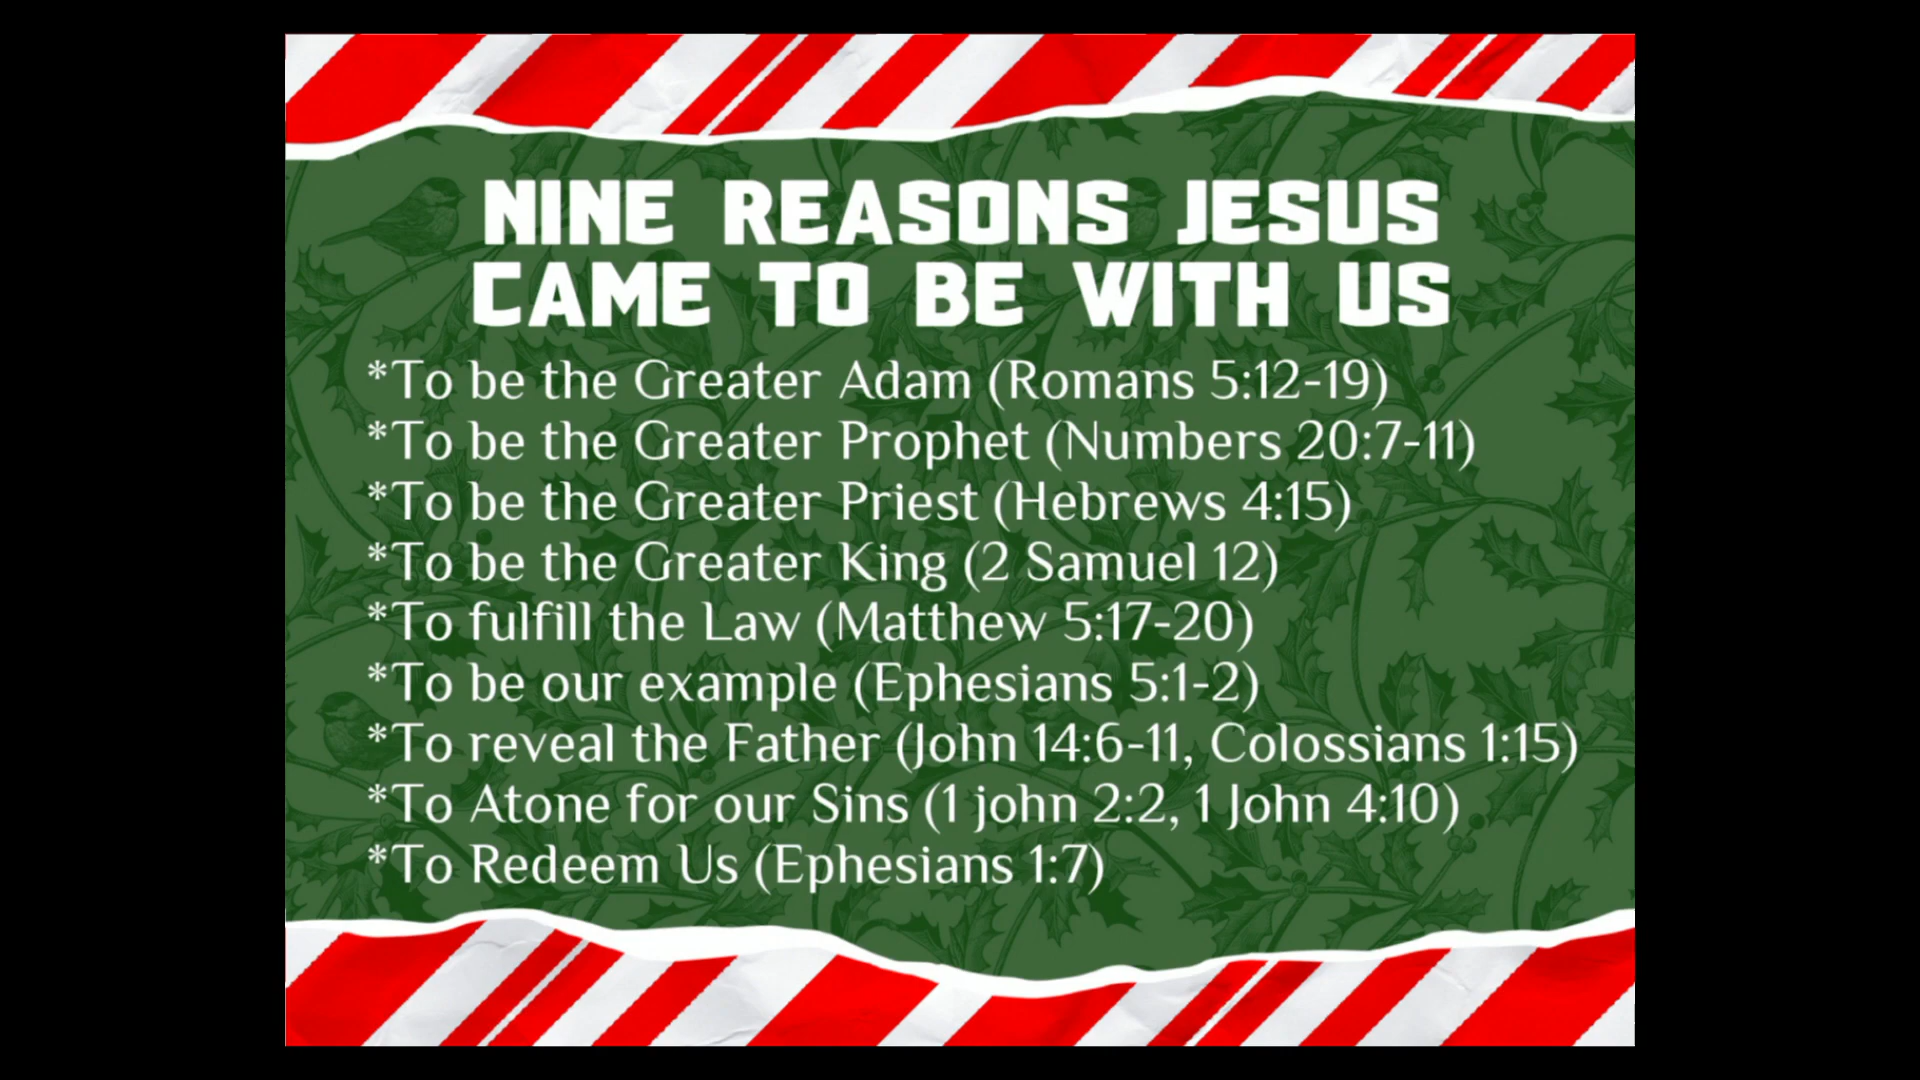 NINE REASONS JESUS
CAME TO BE WITH US
*To be the Greater Adam (Romans 5:12-19)
*To be the Greater Prophet (Numbers 20:7-11)
*To be the Greater Priest (Hebrews 4:15)
*To be the Greater King (2 Samuel 12)
*To fulfill the Law (Matthew 5:17-20)
*To be our example (Ephesians 5:1-2)
*To reveal the Father (John 14:6-11, Colossians 1:15)
*To Atone for our Sins (1 john 2:2, 1 John 4:10)
*To Redeem Us (Ephesians 1:7)